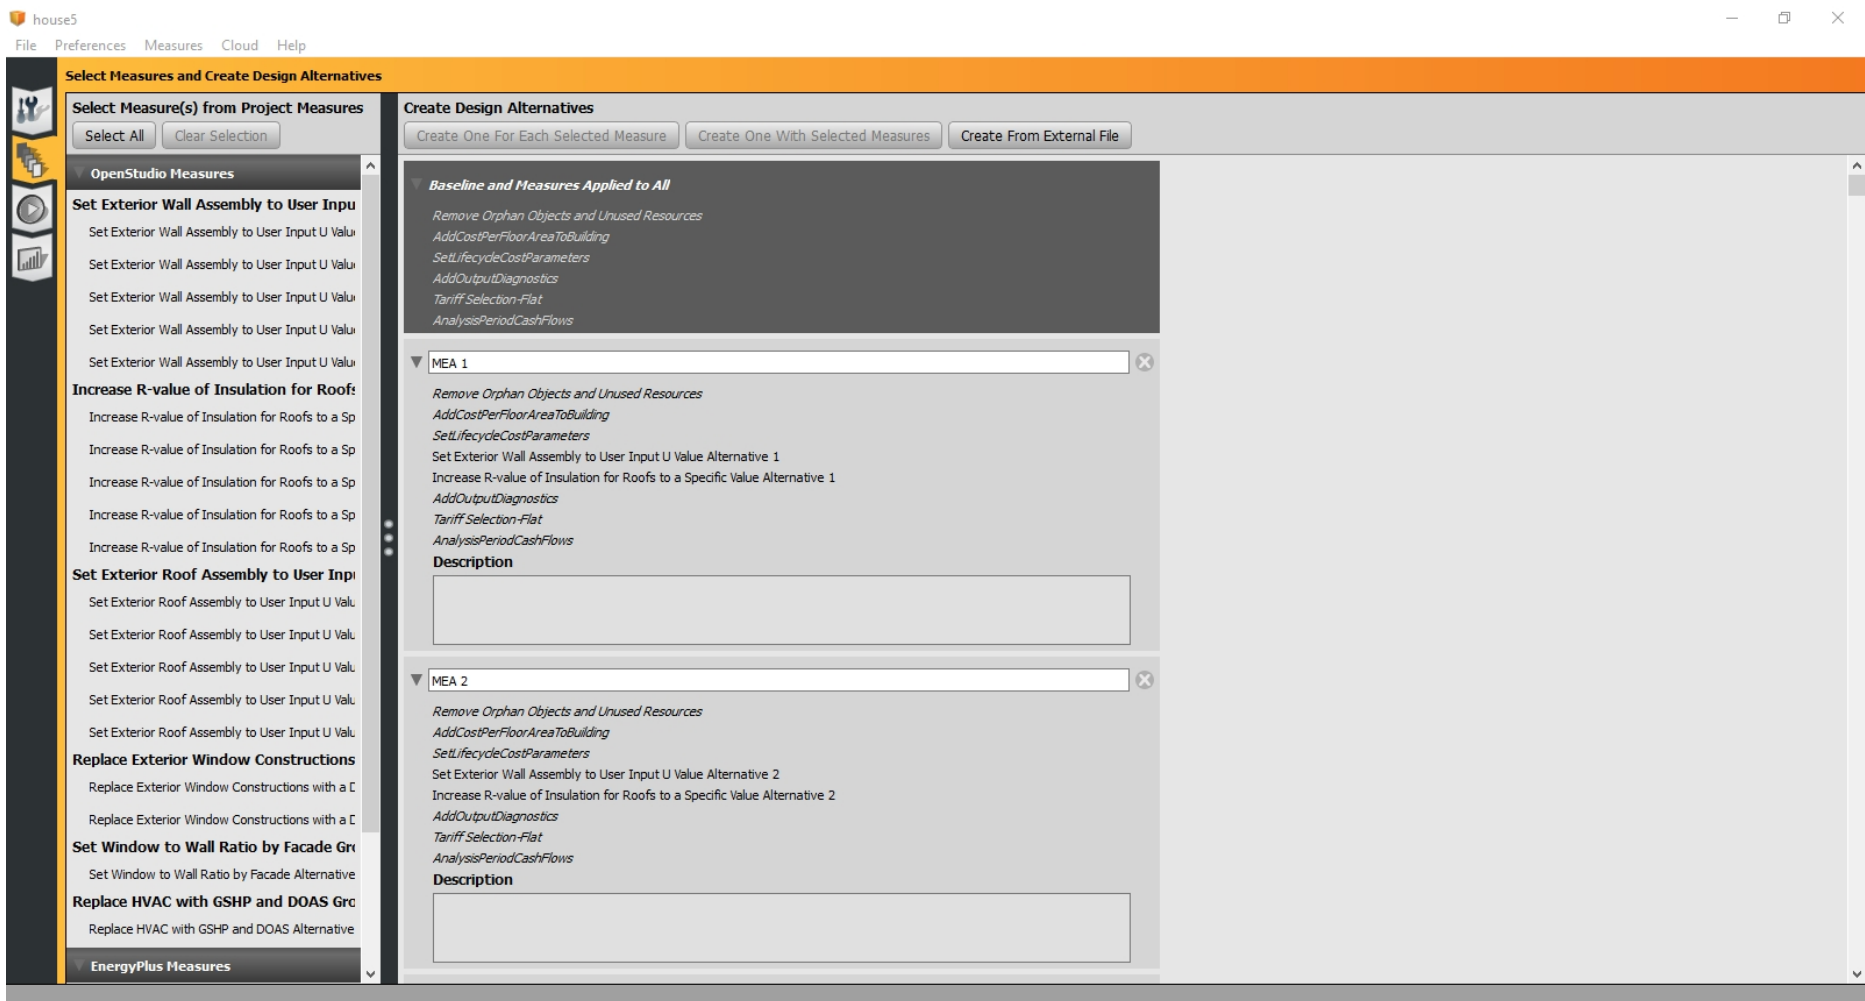 house5
File Preferences Measures Cloud Help
Select Measures and Create Design Alternatives
Select Measure(s) from Project Measures
Select All Clear Selection
OpenStudio Measures
Set Exterior Wall Assembly to User Inpu
Set Exterior Wall Assembly to User Input U Valu
Set Exterior Wall Assembly to User Input U Valu
Set Exterior Wall Assembly to User Input U Valu
Set Exterior Wall Assembly to User Input U Valu
Set Exterior Wall Assembly to User Input U Valu
Increase R-value of Insulation for Roofs
Increase R-value of Insulation for Roofs to a Sp
Increase R-value of Insulation for Roofs to a Sp
Increase R-value of Insulation for Roofs to a Sp
Increase R-value of Insulation for Roofs to a Sp
Increase R-value of Insulation for Roofs to a Sp
Set Exterior Roof Assembly to User Inp
Set Exterior Roof Assembly to User Input U Valu
Set Exterior Roof Assembly to User Input U Valu
Set Exterior Roof Assembly to User Input U Valu
Set Exterior Roof Assembly to User Input U Valu
Set Exterior Roof Assembly to User Input U Valu
Replace Exterior Window Constructions
Replace Exterior Window Constructions with a D
Replace Exterior Window Constructions with a D
Set Window to Wall Ratio by Facade Gro
Set Window to Wall Ratio by Facade Alternative
Replace HVAC with GSHP and DOAS Gro
Replace HVAC with GSHP and DOAS Alternative
EnergyPlus Measures
Create Design Alternatives
Create One For Each Selected Measure Create One With Selected Measures Create From External File
Baseline and Measures Applied to All
Remove Orphan Objects and Unused Resources
AddCostPerFloorAreaToBuilding
SetLifecycleCostParameters
AddOutputDiagnostics
Tariff Selection-Flat
AnalysisPeriodCashFlows
MEA 1
Remove Orphan Objects and Unused Resources
AddCostPerFloorAreaToBuilding
SetLifecycleCostParameters
Set Exterior Wall Assembly to User Input U Value Alternative 1
Increase R-value of Insulation for Roofs to a Specific Value Alternative 1
AddOutputDiagnostics
Tariff Selection-Flat
AnalysisPeriodCashFlows
Description
MEA 2
Remove Orphan Objects and Unused Resources
AddCostPerFloorAreaToBuilding
SetLifecycleCostParameters
Set Exterior Wall Assembly to User Input U Value Alternative 2
Increase R-value of Insulation for Roofs to a Specific Value Alternative 2
AddOutputDiagnostics
Tariff Selection-Flat
AnalysisPeriodCashFlows
Description